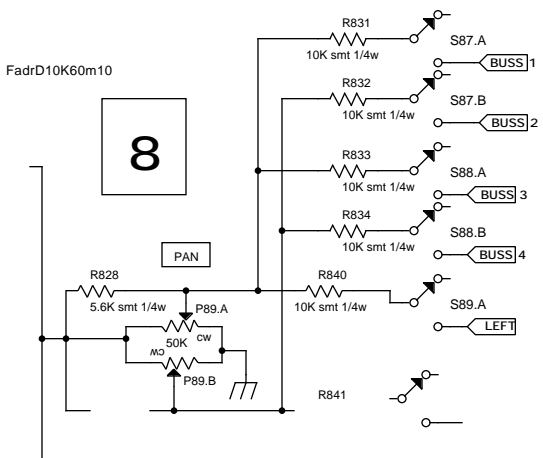 R831
10K smt 1/4w
S87.A
BUSS 1
FadrD10K60m10
R832
10K smt 1/4w
S87.B
BUSS 2
8
R833
10K smt 1/4w
S88.A
BUSS 3
R834
10K smt 1/4w
S88.B
BUSS 4
PAN
R828
5.6K smt 1/4w
P89.A
R840
10K smt 1/4w
S89.A
LEFT
50K
cw
cw
P89.B
R841